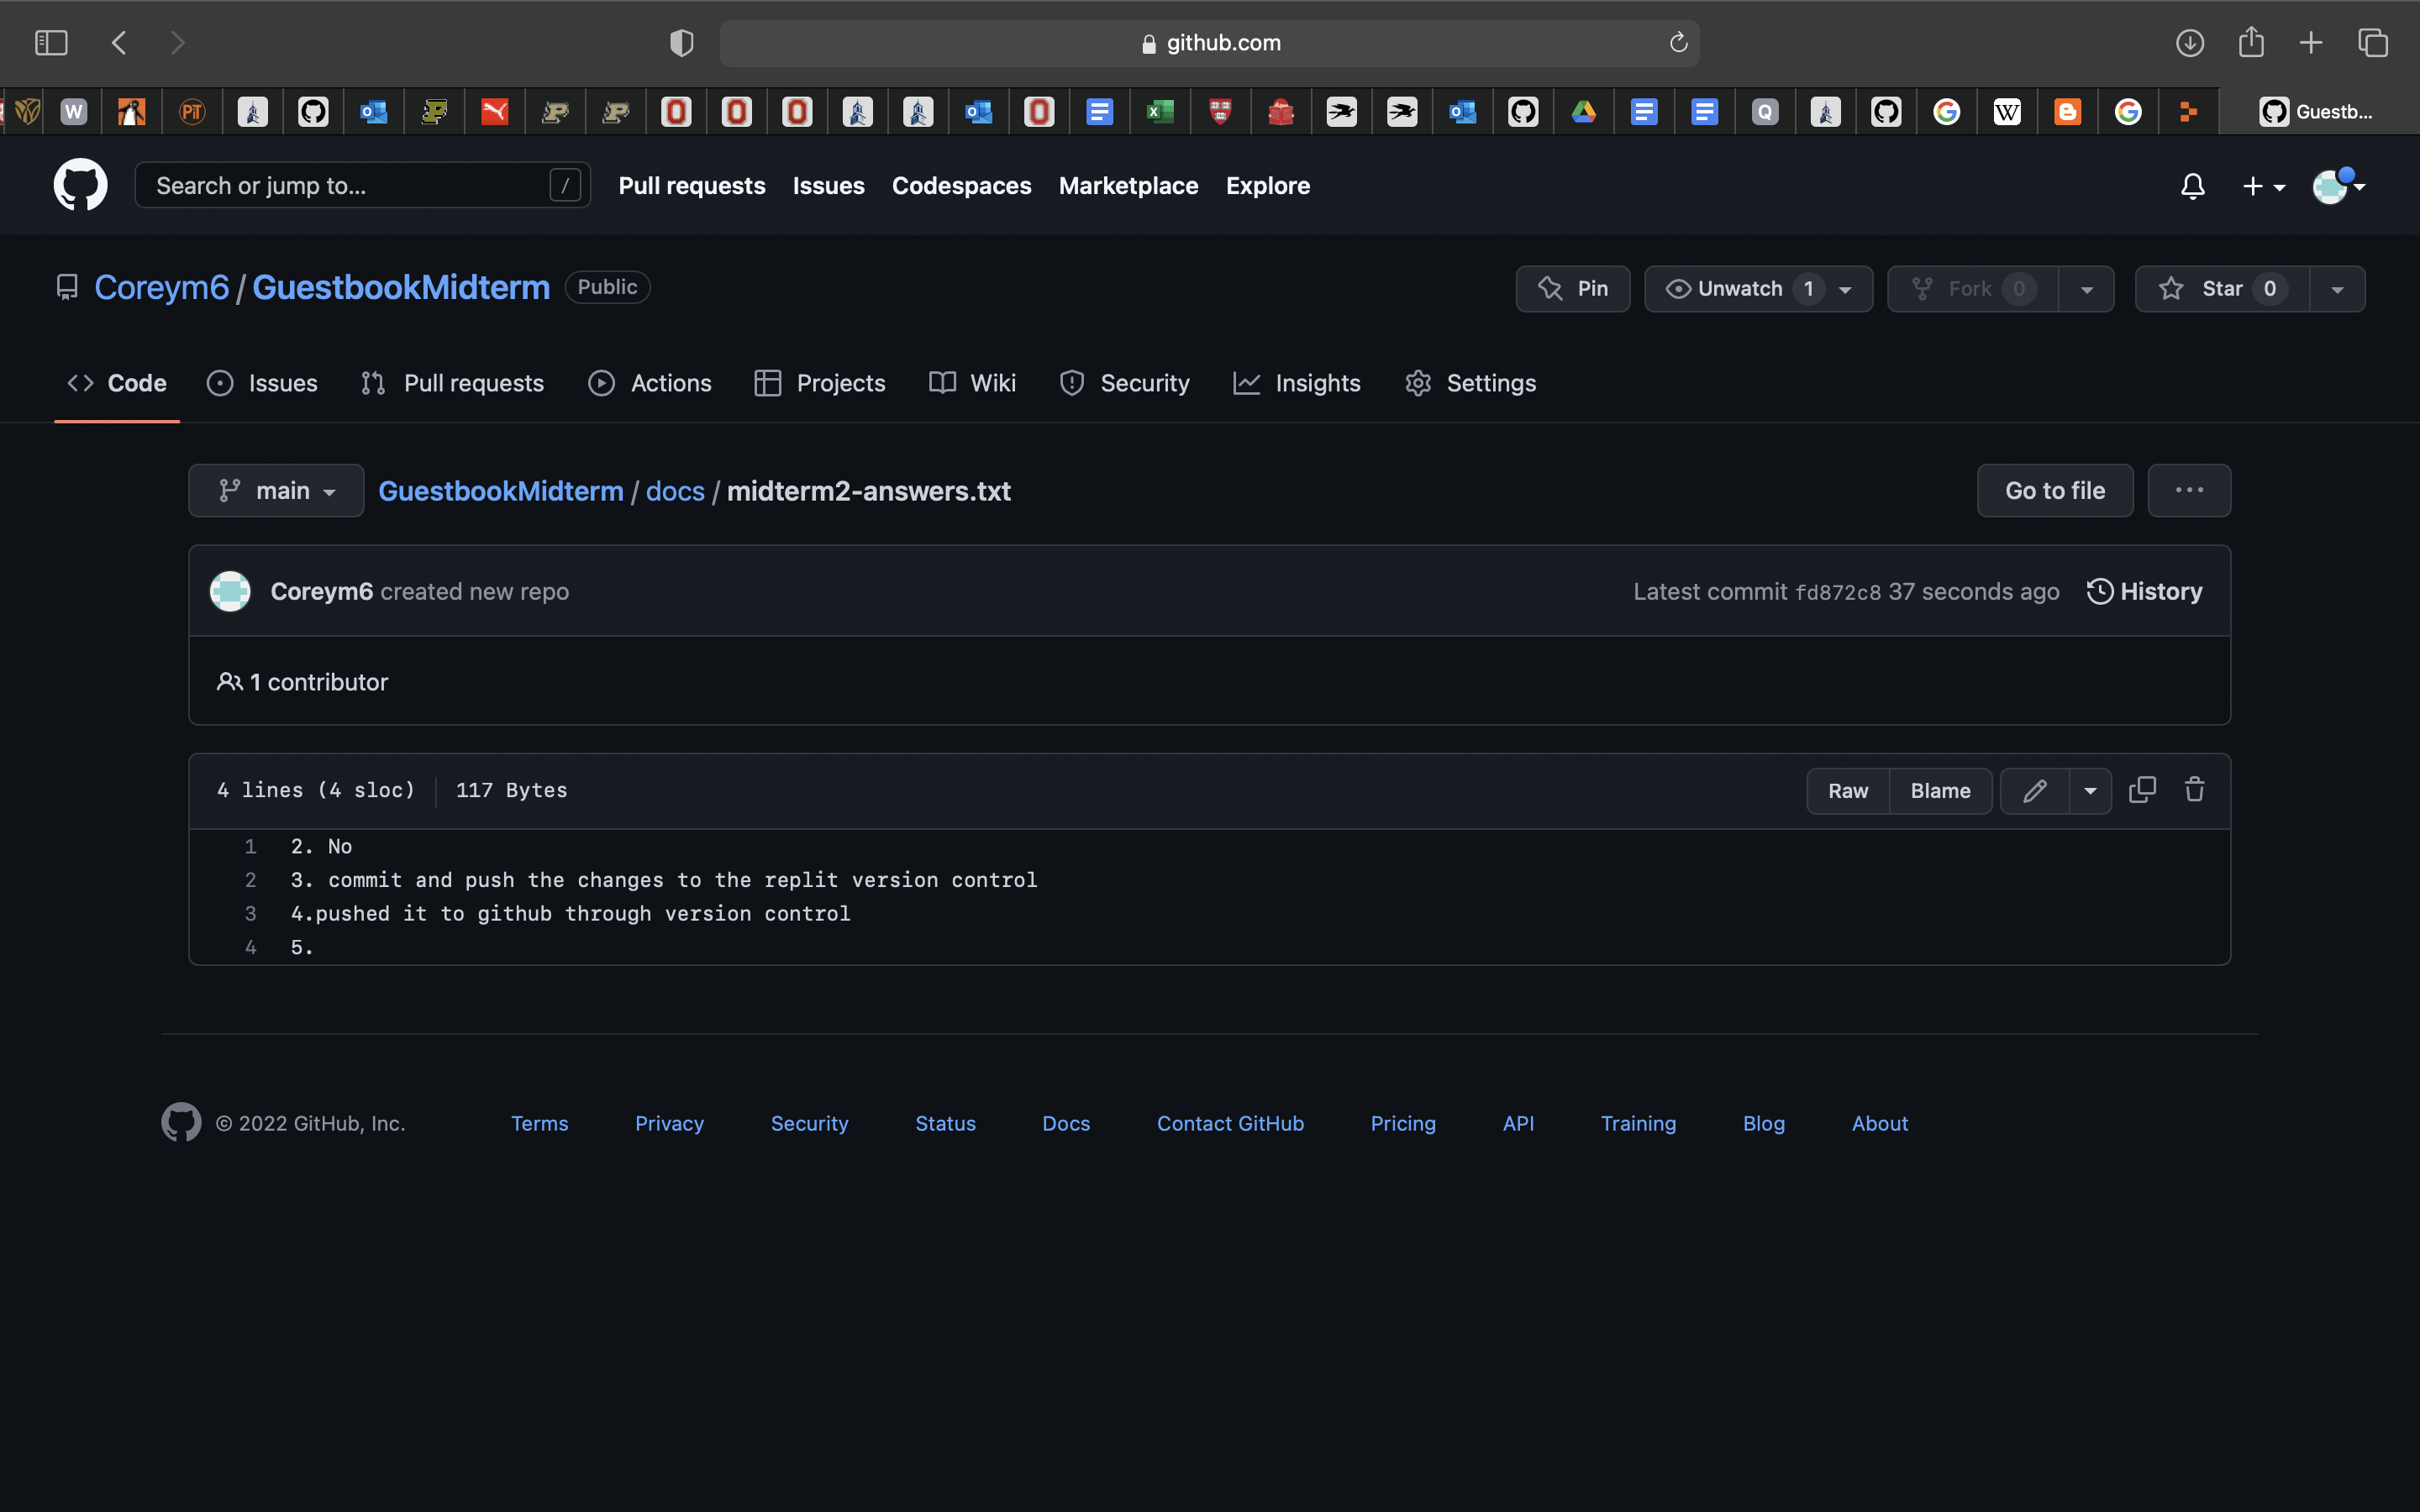 github.com
W PiT Q W Guestb...
Search or jump to... / Pull requests Issues Codespaces Marketplace Explore
Coreym6 / GuestbookMidterm Public Pin Unwatch 1 Fork 0 Star 0
Code Issues Pull requests Actions Projects Wiki Security Insights Settings
main GuestbookMidterm / docs / midterm2-answers.txt Go to file ...
Coreym6 created new repo Latest commit fd872c8 37 seconds ago History
1 contributor
4 lines (4 sloc) 117 Bytes Raw Blame
1 2. No
2 3. commit and push the changes to the replit version control
3 4.pushed it to github through version control
4 5.
© 2022 GitHub, Inc. Terms Privacy Security Status Docs Contact GitHub Pricing API Training Blog About